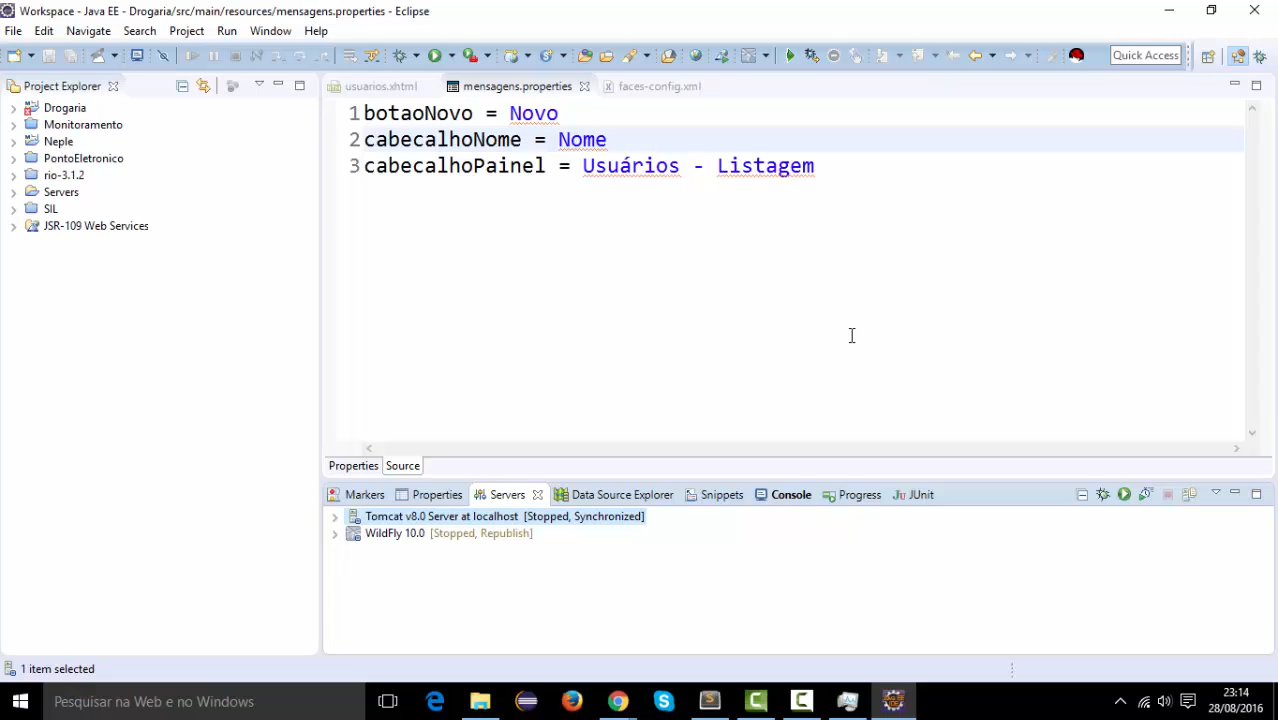 Workspace - Java EE - Drogaria/src/main/resources/mensagens.properties - Eclipse
File Edit Navigate Search Project Run Window Help
Quick Access
Project Explorer
usuarios.xhtml mensagens.properties faces-config.xml
Drogaria
Monitoramento
Neple
PontoEletronico
rio-3.1.2
Servers
SIL
JSR-109 Web Services
1 botaoNovo = Novo
2 cabecalhoNome = Nome
3 cabecalhoPainel = Usuários - Listagem
Properties Source
Markers Properties Servers Data Source Explorer Snippets Console Progress JUnit
Tomcat v8.0 Server at localhost [Stopped, Synchronized]
WildFly 10.0 [Stopped, Republish]
1 item selected
Pesquisar na Web e no Windows
23:14
28/08/2016